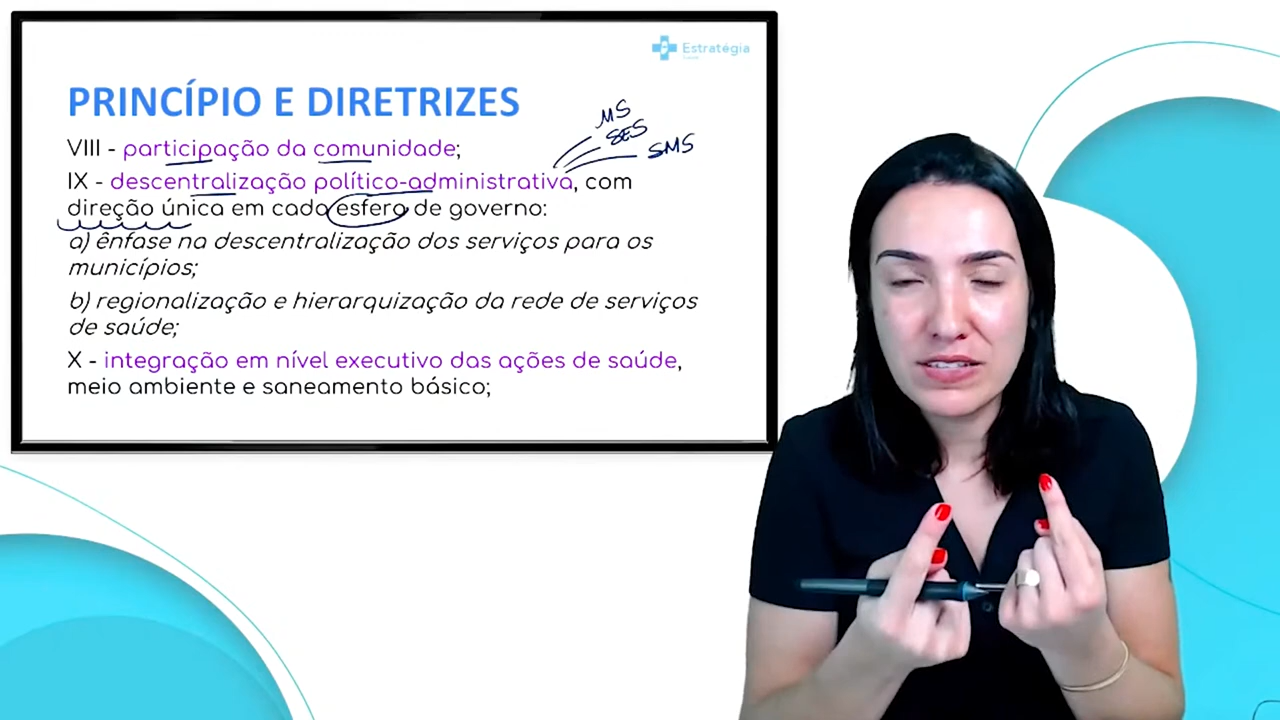 Estratégia
PRINCÍPIO E DIRETRIZES
MS
SES
SMS
VIII - participação da comunidade;
IX - descentralização político-administrativa, com
direção única em cada esfera de governo:
a) ênfase na descentralização dos serviços para os
municípios;
b) regionalização e hierarquização da rede de serviços
de saúde;
X - integração em nível executivo das ações de saúde,
meio ambiente e saneamento básico;